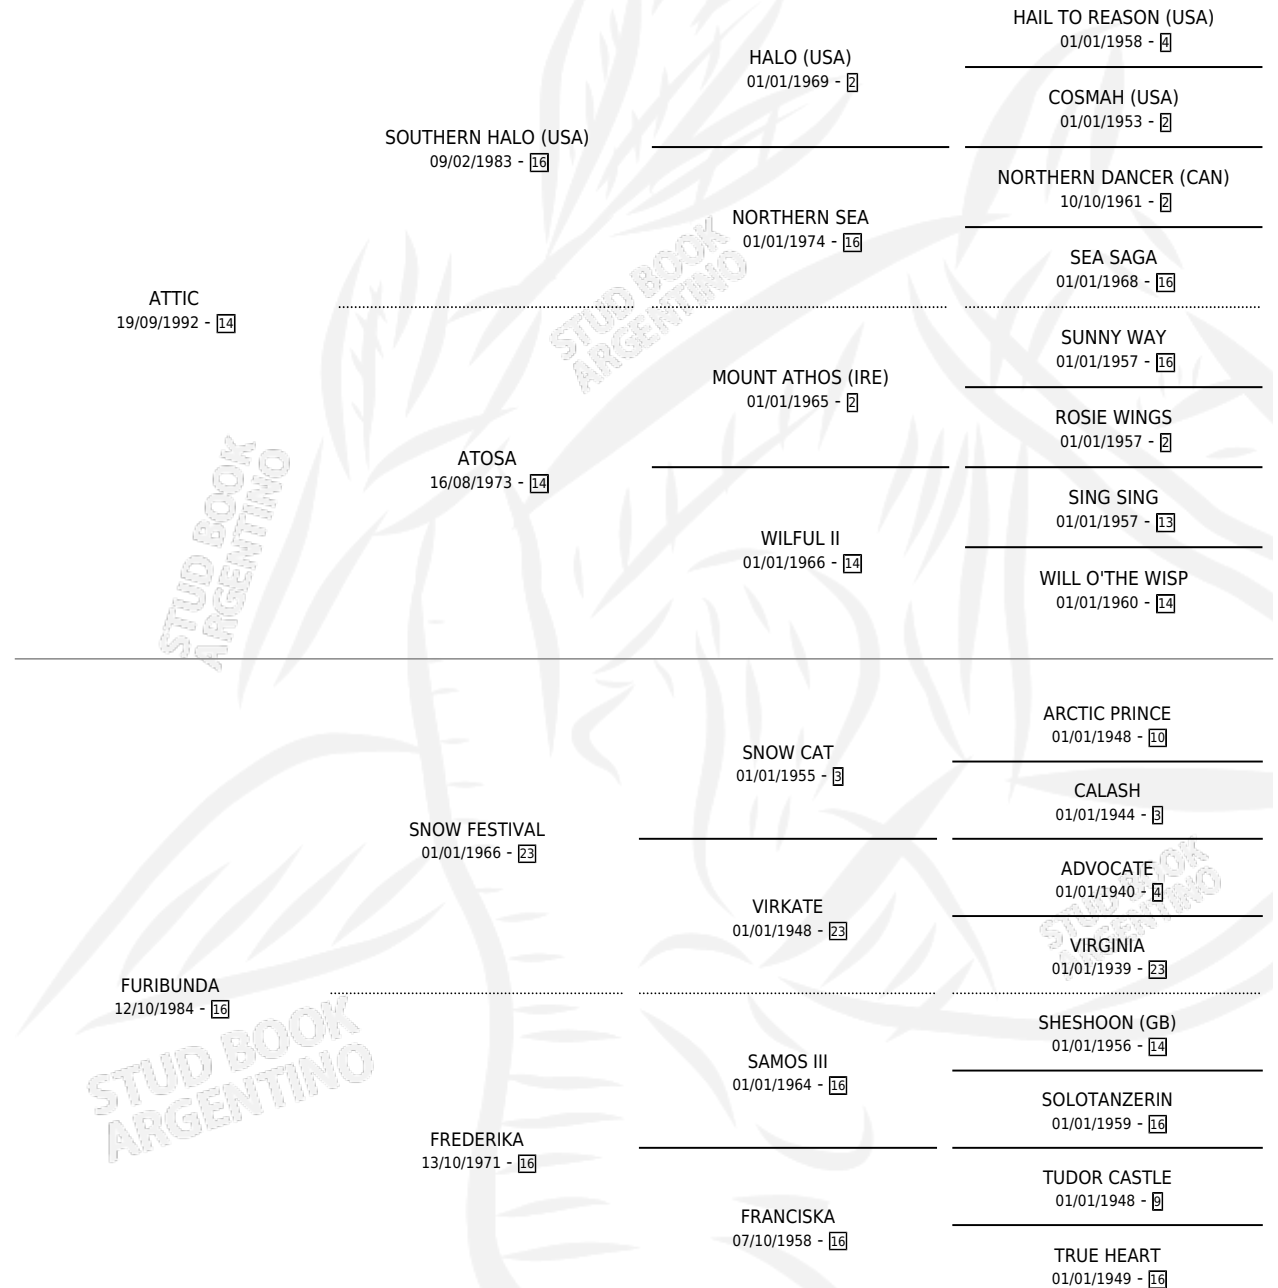 HAIL TO REASON (USA)
01/01/1958 - 4
HALO (USA)
01/01/1969 - 2
COSMAH (USA)
01/01/1953 - 2
SOUTHERN HALO (USA)
09/02/1983 - 16
NORTHERN DANCER (CAN)
10/10/1961 - 2
NORTHERN SEA
01/01/1974 - 16
SEA SAGA
01/01/1968 - 16
STUD BOOK
ARGENTINO
ATTIC
19/09/1992 - 14
SUNNY WAY
01/01/1957 - 16
MOUNT ATHOS (IRE)
01/01/1965 - 2
ROSIE WINGS
01/01/1957 - 2
ATOSA
16/08/1973 - 14
SING SING
01/01/1957 - 13
WILFUL II
01/01/1966 - 14
WILL O'THE WISP
01/01/1960 - 14
STUD BOOK
ARGENTINO
ARCTIC PRINCE
01/01/1948 - 10
SNOW CAT
01/01/1955 - 3
CALASH
01/01/1944 - 3
SNOW FESTIVAL
01/01/1966 - 23
ADVOCATE
01/01/1940 - 4
VIRKATE
01/01/1948 - 23
STUD BOOK
ARGENTINO
VIRGINIA
01/01/1939 - 23
FURIBUNDA
12/10/1984 - 16
SHESHOON (GB)
01/01/1956 - 14
SAMOS III
01/01/1964 - 16
SOLOTANZERIN
01/01/1959 - 16
STUD BOOK
ARGENTINO
FREDERIKA
13/10/1971 - 16
TUDOR CASTLE
01/01/1948 - 9
FRANCISKA
07/10/1958 - 16
TRUE HEART
01/01/1949 - 16